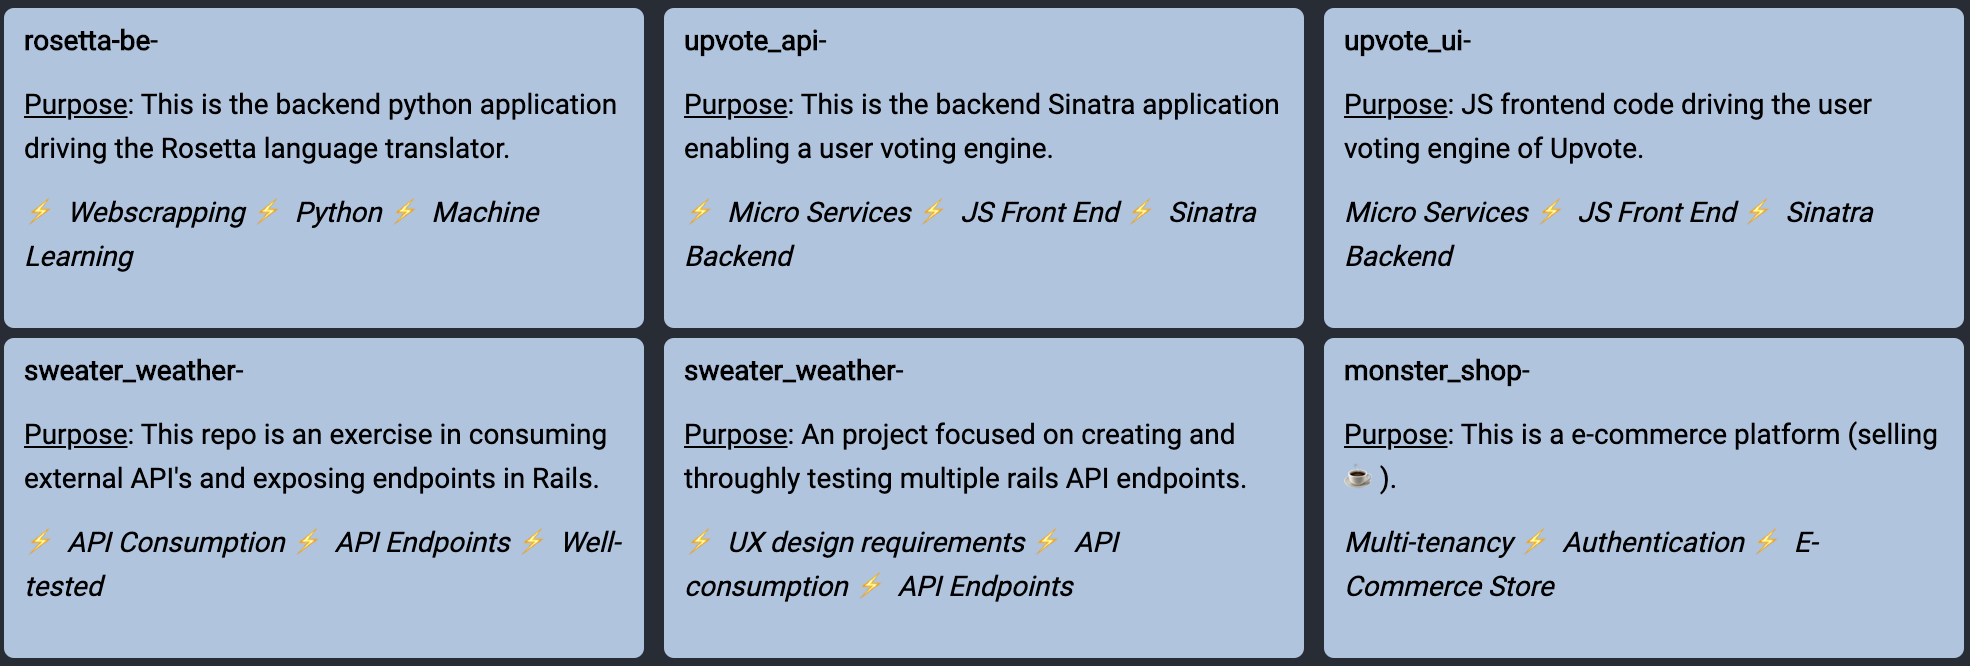 rosetta-be-
Purpose: This is the backend python application
driving the Rosetta language translator.
⚡ Webscrapping ⚡ Python ⚡ Machine
Learning
upvote_api-
Purpose: This is the backend Sinatra application
enabling a user voting engine.
⚡ Micro Services ⚡ JS Front End ⚡ Sinatra
Backend
upvote_ui-
Purpose: JS frontend code driving the user
voting engine of Upvote.
Micro Services ⚡ JS Front End ⚡ Sinatra
Backend
sweater_weather-
Purpose: This repo is an exercise in consuming
external API's and exposing endpoints in Rails.
⚡ API Consumption ⚡ API Endpoints ⚡ Well-
tested
sweater_weather-
Purpose: An project focused on creating and
throughly testing multiple rails API endpoints.
⚡ UX design requirements ⚡ API
consumption ⚡ API Endpoints
monster_shop-
Purpose: This is a e-commerce platform (selling
☕ ).
Multi-tenancy ⚡ Authentication ⚡ E-
Commerce Store